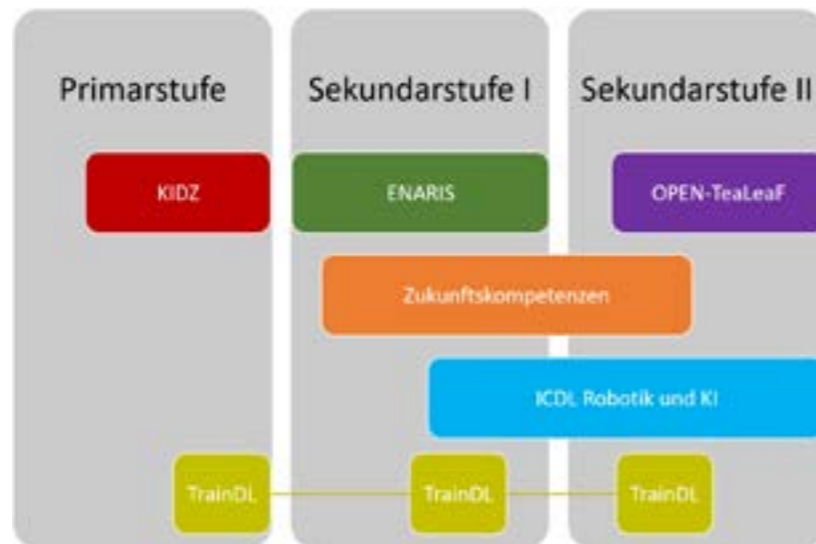 Primarstufe
Sekundarstufe I
Sekundarstufe II
KIDZ
ENARIS
OPEN-TeaLeaF
Zukunftskompetenzen
ICDL Robotik und KI
TrainDL
TrainDL
TrainDL